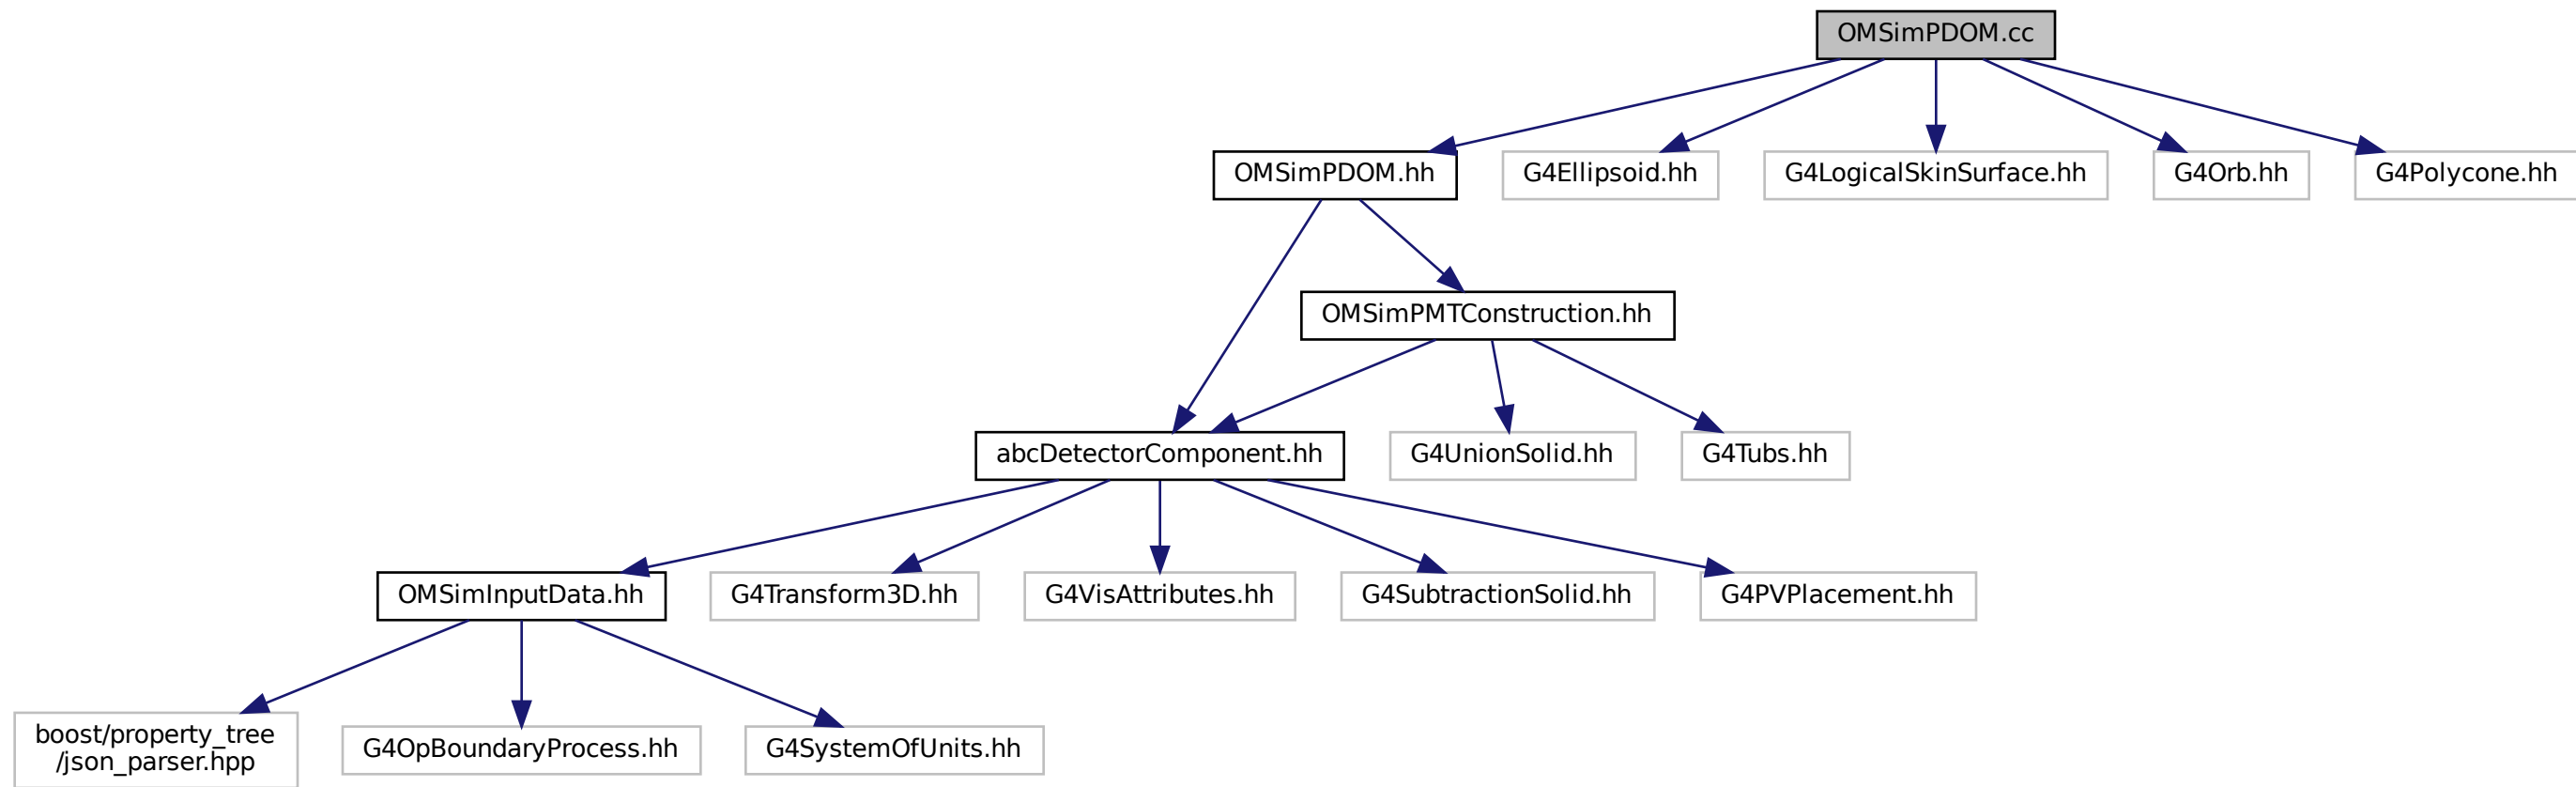 OMSimPDOM.cc
OMSimPDOM.hh
G4Ellipsoid.hh
G4LogicalSkinSurface.hh
G4Orb.hh
G4Polycone.hh
OMSimPMTConstruction.hh
abcDetectorComponent.hh
G4UnionSolid.hh
G4Tubs.hh
OMSimInputData.hh
G4Transform3D.hh
G4VisAttributes.hh
G4SubtractionSolid.hh
G4PVPlacement.hh
boost/property_tree
/json_parser.hpp
G4OpBoundaryProcess.hh
G4SystemOfUnits.hh